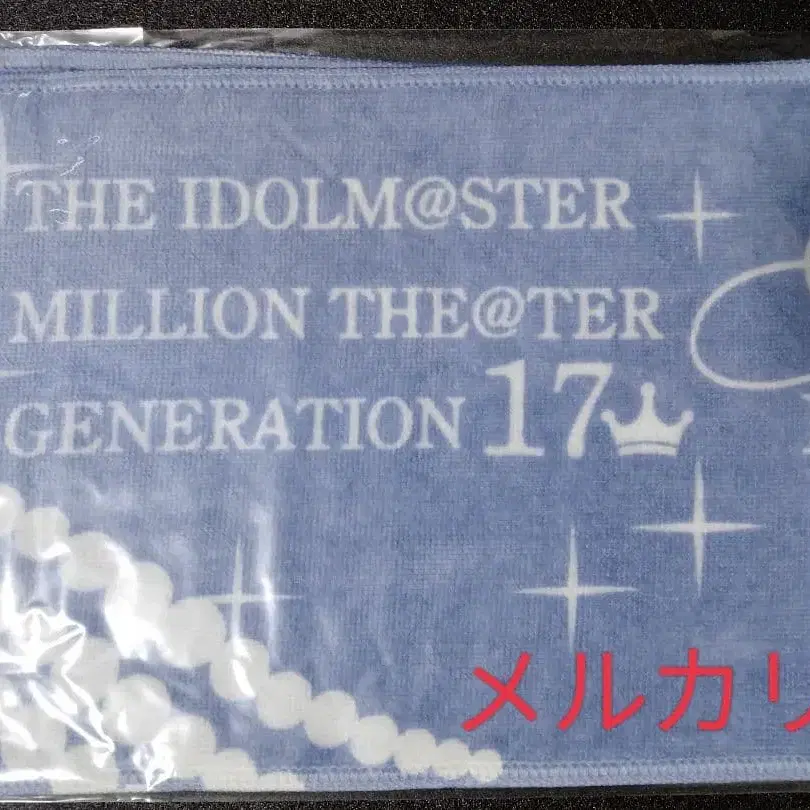 THE IDOLM@STER
MILLION THE@TER
GENERATION 17
メルカリ